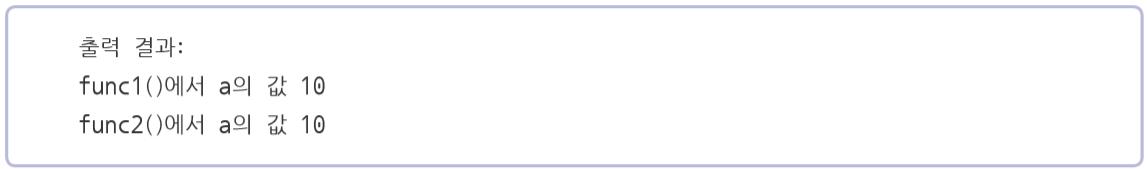 출력 결과:
func1()에서 a의 값 10
func2()에서 a의 값 10